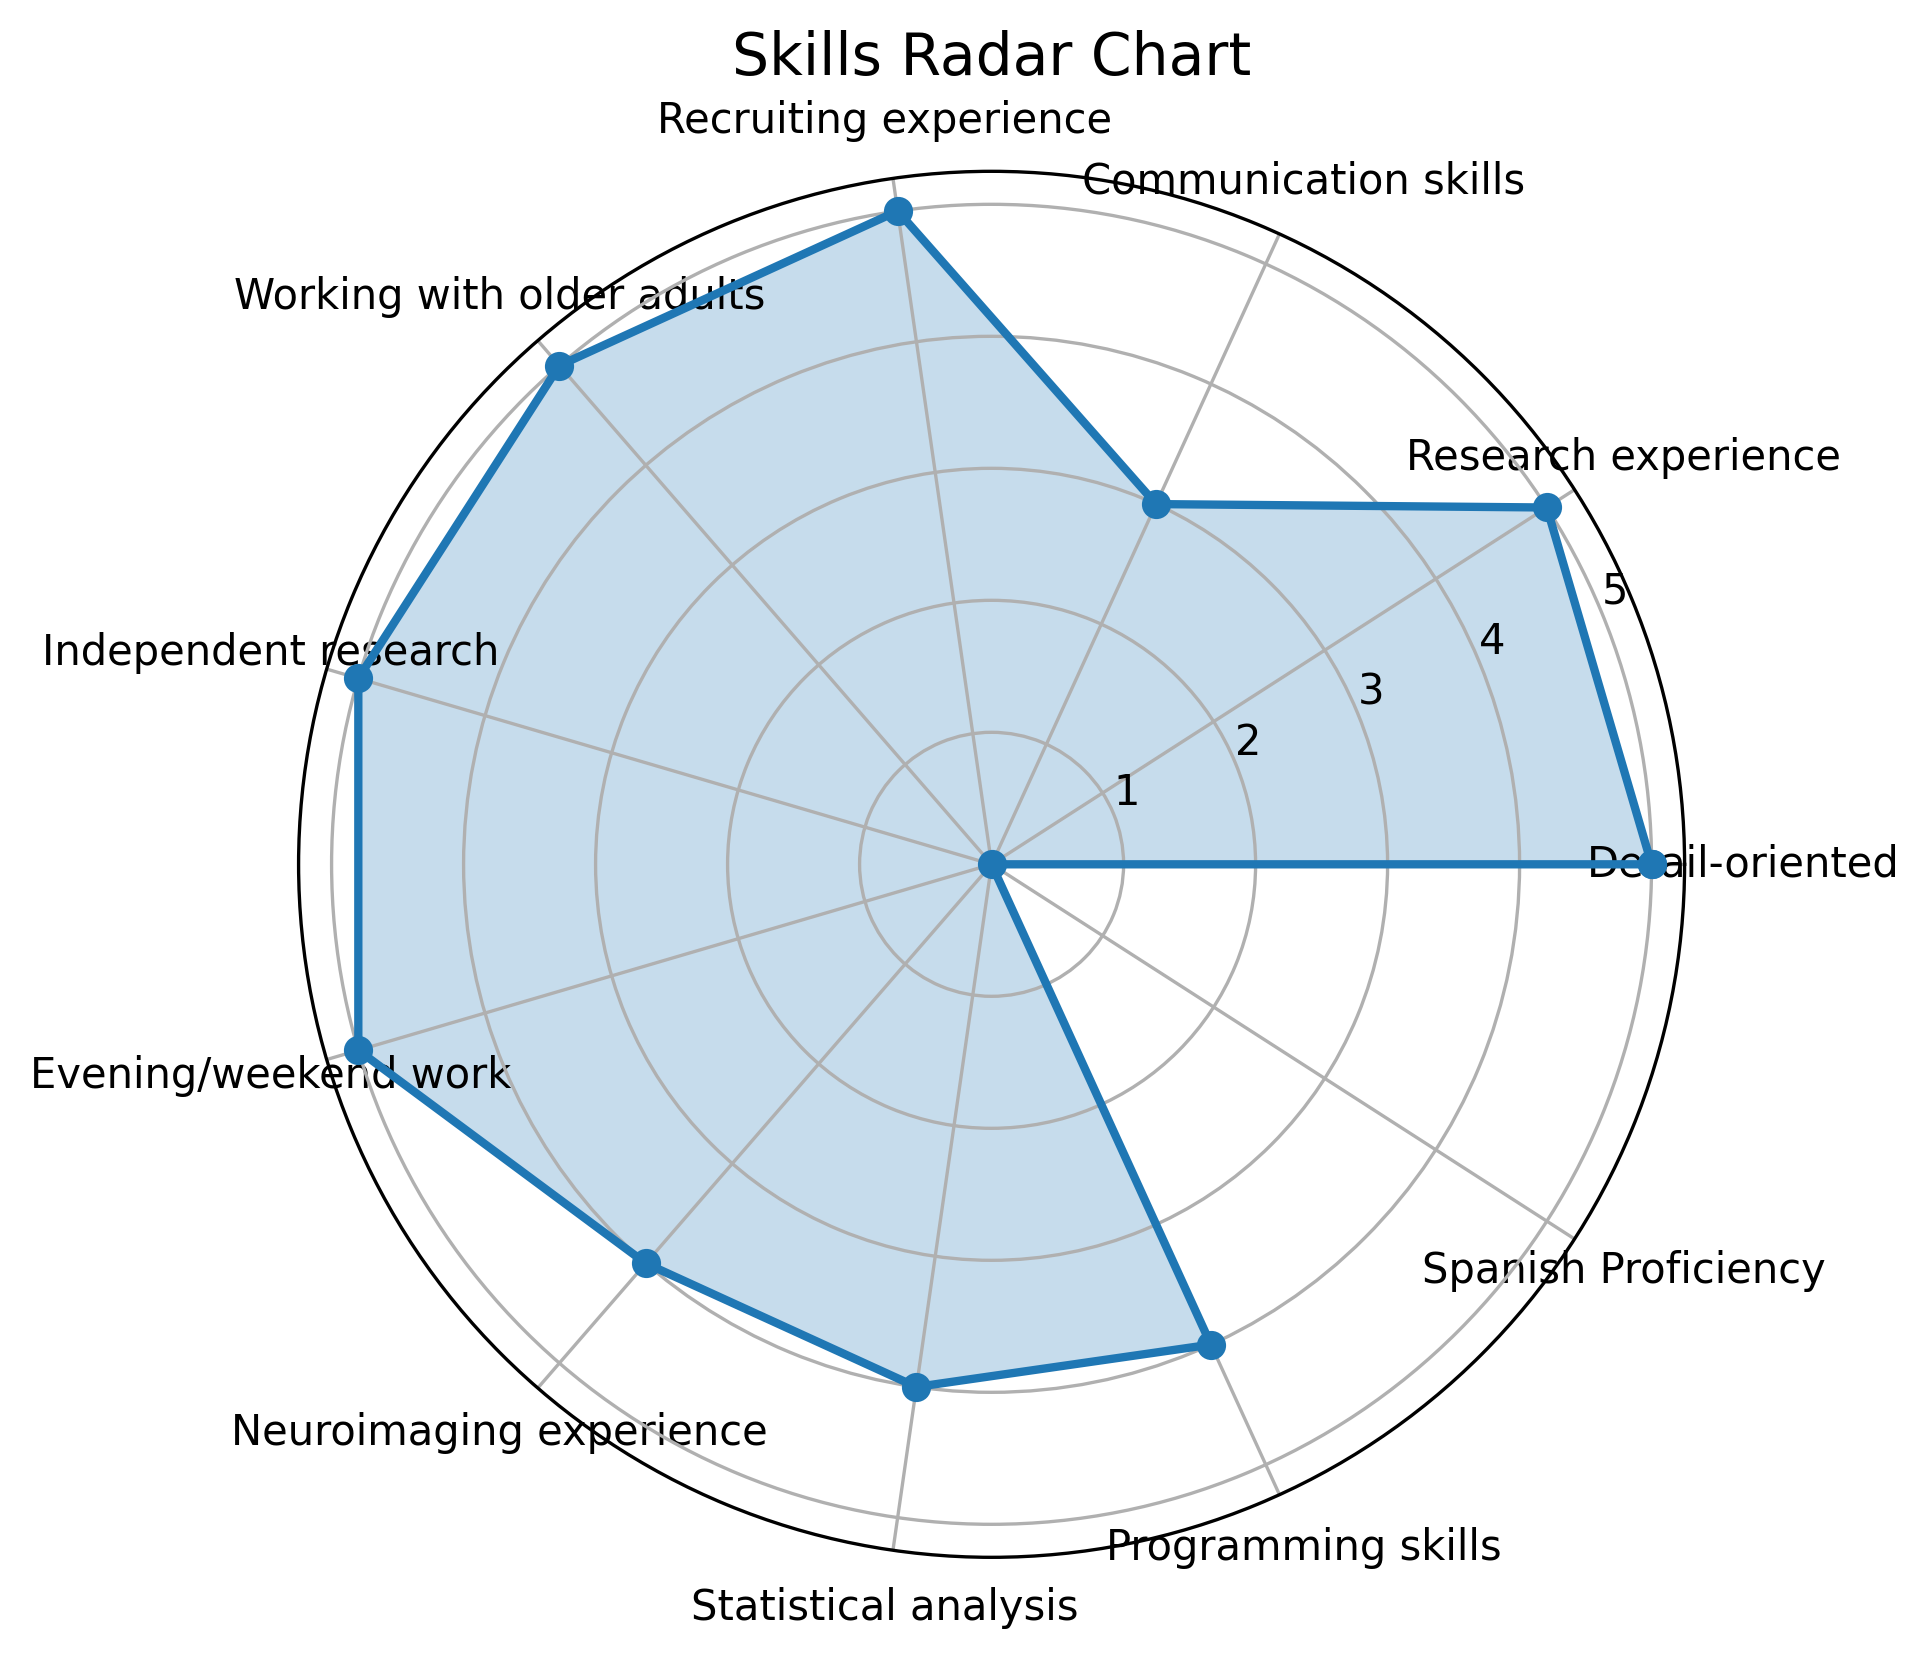 Skills Radar Chart
Recruiting experience
Communication skills
Working with older adults
Research experience
5
4
Independent research
3
2
1
Detail-oriented
Evening/weekend work
Spanish Proficiency
Neuroimaging experience
Programming skills
Statistical analysis